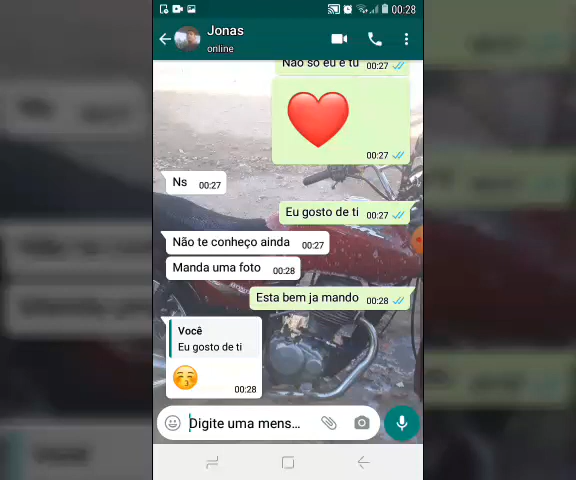 00:28
Jonas
online
Não só eu e tu 00:27
00:27
Ns 00:27
Eu gosto de ti 00:27
Não te conheço ainda 00:27
Manda uma foto 00:28
Esta bem ja mando 00:28
Você
Eu gosto de ti
00:28
Digite uma mens...